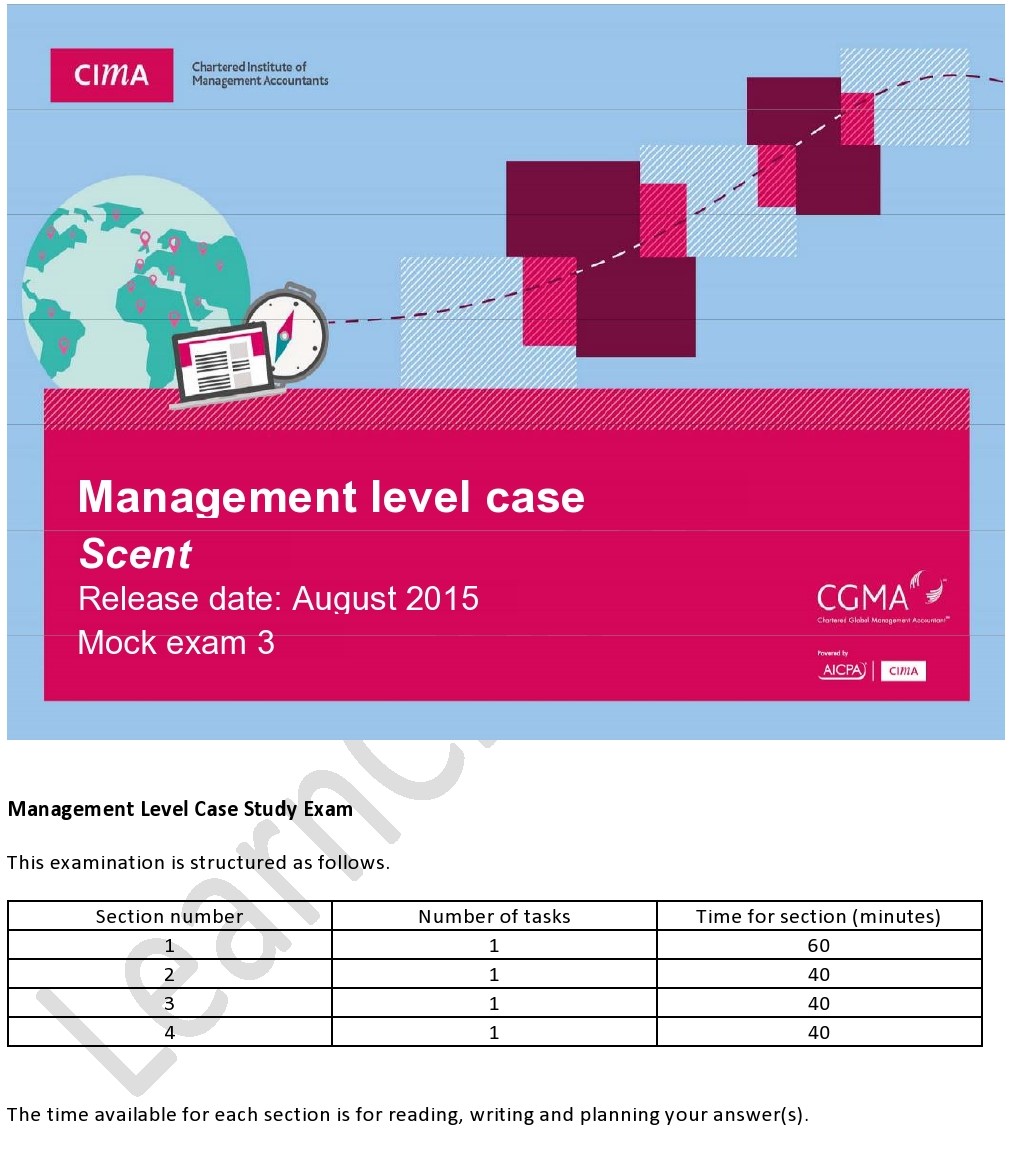 CIMA
Chartered Institute of
Management Accountants
Management level case
Scent
Release date: August 2015
Mock exam 3
CGMA
Chartered Global Management Accountant
Powered by
AICPA
CIMA
Management Level Case Study Exam
This examination is structured as follows.
Section number Number of tasks Time for section (minutes)
1 1 60
2 1 40
3 1 40
4 1 40
The time available for each section is for reading, writing and planning your answer(s).